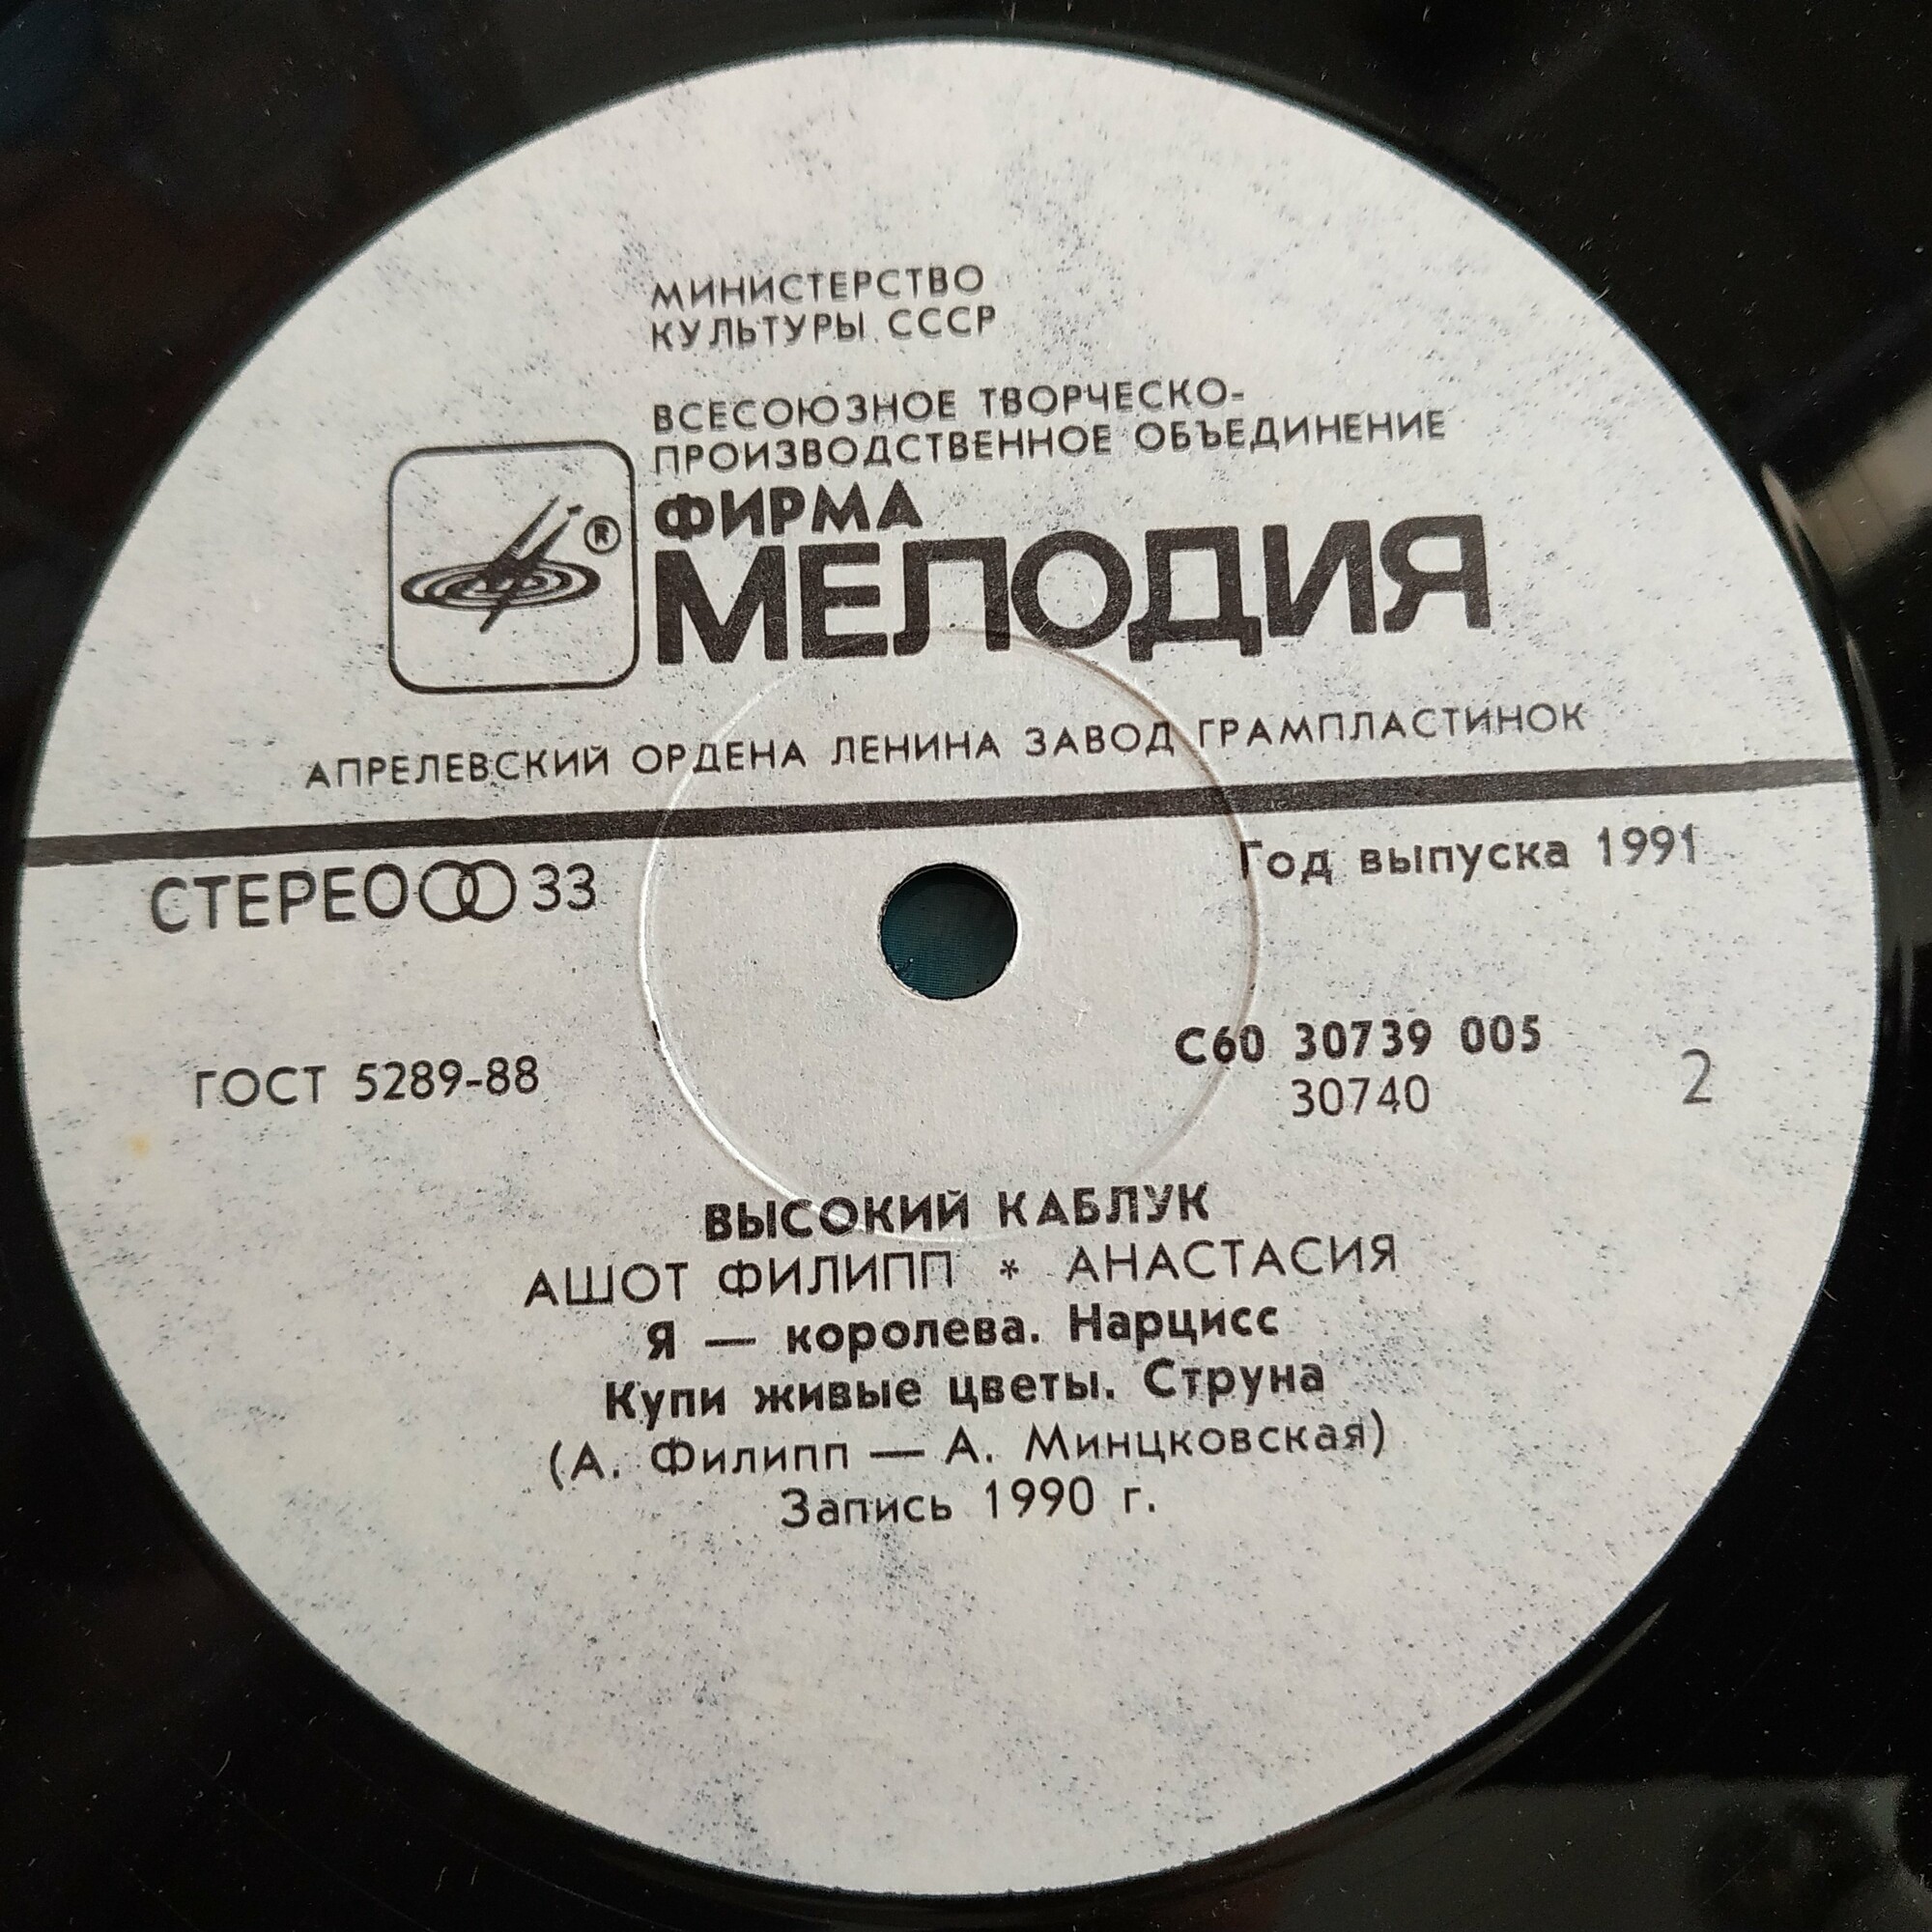 МИНИСТЕРСТВО
КУЛЬТУРЫ СССР
ВСЕСОЮЗНОЕ ТВОРЧЕСКО-
ПРОИЗВОДСТВЕННОЕ ОБЪЕДИНЕНИЕ
ФИРМА
®
МЕЛОДИЯ
АПРЕЛЕВСКИЙ ОРДЕНА ЛЕНИНА ЗАВОД ГРАМПЛАСТИНОК
СТЕРЕО 33
Год выпуска 1991
ГОСТ 5289-88
С60 30739 005
30740
2
ВЫСОКИЙ КАБЛУК
АШОТ ФИЛИПП * АНАСТАСИЯ
Я — королева. Нарцисс
Купи живые цветы. Струна
(А. Филипп — А. Минцковская)
Запись 1990 г.